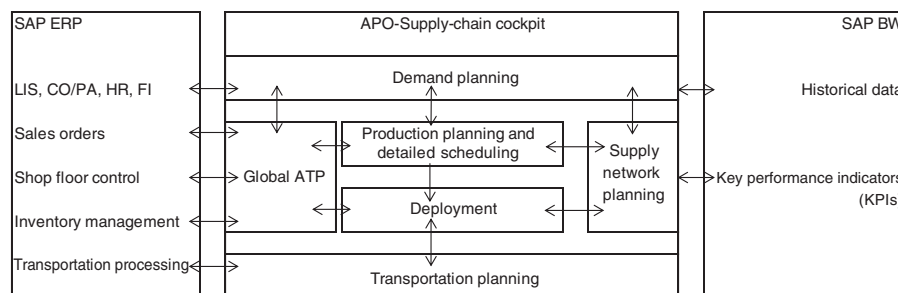 SAP ERP
APO-Supply-chain cockpit
SAP BW
LIS, CO/PA, HR, FI
Demand planning
Historical data
Sales orders
Production planning and
detailed scheduling
Shop floor control
Global ATP
Supply
network
planning
Key performance indicators
(KPIs
Inventory management
Deployment
Transportation processing
Transportation planning